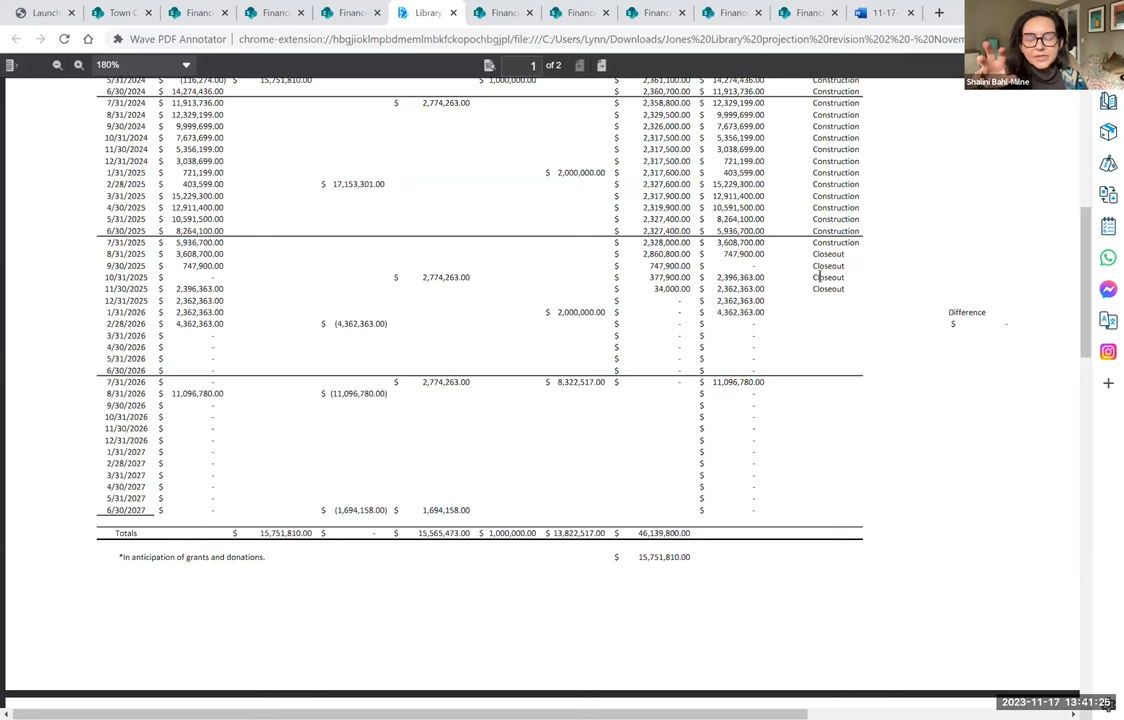 Launch
Town C
Finance
Finance
Finance
Library
Finance
Finance
Finance
Finance
Finance
11-17
Wave PDF Annotator | chrome-extension://hbgjioklmpbdmemlmbkfckopochbgjpl/file:///C:/Users/Lynn/Downloads/Jones%20Library%20projection%20revision%202%20-%20Novem
180% 1 of 2
Shalini Bahl-Milne
5/31/2024 $ (116,274.00) $ 15,751,810.00 $ 1,000,000.00 $ 2,361,100.00 $ 14,274,436.00 Construction
6/30/2024 $ 14,274,436.00 $ 2,360,700.00 $ 11,913,736.00 Construction
7/31/2024 $ 11,913,736.00 $ 2,774,263.00 $ 2,358,800.00 $ 12,329,199.00 Construction
8/31/2024 $ 12,329,199.00 $ 2,329,500.00 $ 9,999,699.00 Construction
9/30/2024 $ 9,999,699.00 $ 2,326,000.00 $ 7,673,699.00 Construction
10/31/2024 $ 7,673,699.00 $ 2,317,500.00 $ 5,356,199.00 Construction
11/30/2024 $ 5,356,199.00 $ 2,317,500.00 $ 3,038,699.00 Construction
12/31/2024 $ 3,038,699.00 $ 2,317,500.00 $ 721,199.00 Construction
1/31/2025 $ 721,199.00 $ 2,000,000.00 $ 2,317,600.00 $ 403,599.00 Construction
2/28/2025 $ 403,599.00 $ 17,153,301.00 $ 2,327,600.00 $ 15,229,300.00 Construction
3/31/2025 $ 15,229,300.00 $ 2,317,900.00 $ 12,911,400.00 Construction
4/30/2025 $ 12,911,400.00 $ 2,319,900.00 $ 10,591,500.00 Construction
5/31/2025 $ 10,591,500.00 $ 2,327,400.00 $ 8,264,100.00 Construction
6/30/2025 $ 8,264,100.00 $ 2,327,400.00 $ 5,936,700.00 Construction
7/31/2025 $ 5,936,700.00 $ 2,328,000.00 $ 3,608,700.00 Construction
8/31/2025 $ 3,608,700.00 $ 2,860,800.00 $ 747,900.00 Closeout
9/30/2025 $ 747,900.00 $ 747,900.00 $ - Closeout
10/31/2025 $ - $ 2,774,263.00 $ 377,900.00 $ 2,396,363.00 Closeout
11/30/2025 $ 2,396,363.00 $ 34,000.00 $ 2,362,363.00 Closeout
12/31/2025 $ 2,362,363.00 $ - $ 2,362,363.00
1/31/2026 $ 2,362,363.00 $ 2,000,000.00 $ - $ 4,362,363.00 Difference
2/28/2026 $ 4,362,363.00 $ (4,362,363.00) $ - $ - $ -
3/31/2026 $ - $ - $ -
4/30/2026 $ - $ - $ -
5/31/2026 $ - $ - $ -
6/30/2026 $ - $ - $ -
7/31/2026 $ - $ 2,774,263.00 $ 8,322,517.00 $ - $ 11,096,780.00
8/31/2026 $ 11,096,780.00 $ (11,096,780.00) $ -
9/30/2026 $ - $ -
10/31/2026 $ - $ -
11/30/2026 $ - $ -
12/31/2026 $ - $ -
1/31/2027 $ - $ -
2/28/2027 $ - $ -
3/31/2027 $ - $ -
4/30/2027 $ - $ -
5/31/2027 $ - $ -
6/30/2027 $ - $ (1,694,158.00) $ 1,694,158.00 $ -
Totals $ 15,751,810.00 $ - $ 15,565,473.00 $ 1,000,000.00 $ 13,822,517.00 $ 46,139,800.00
*In anticipation of grants and donations. $ 15,751,810.00
2023-11-17 13:41:25